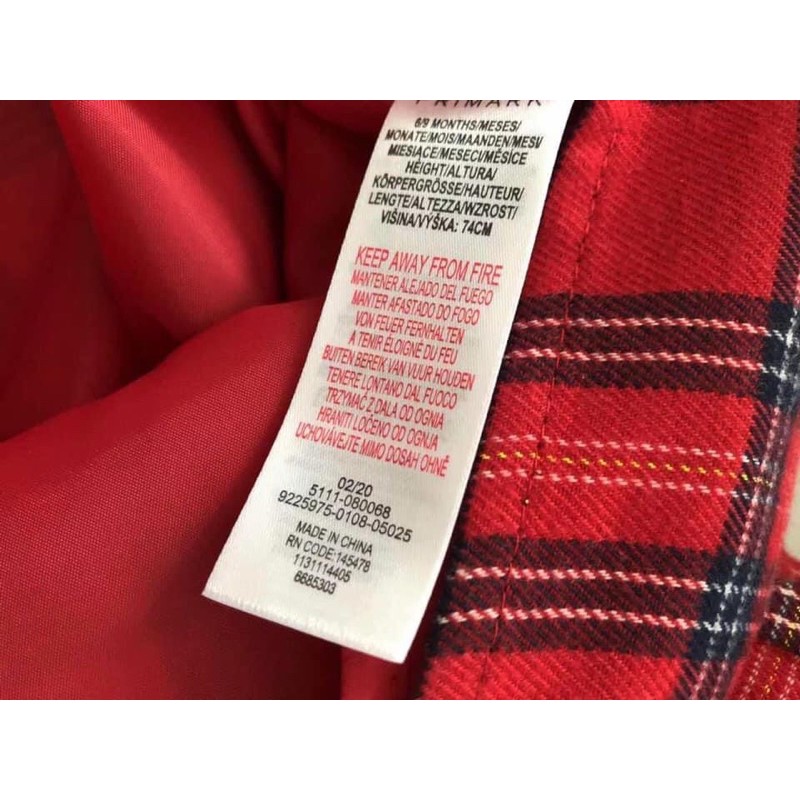 PRIMARK
6/9 MONTHS/MESES/
MONATE/MOIS/MAANDEN/MESI/
MIESIĄCE/MESECI/MĚSÍCE
HEIGHT/ALTURA/
KÖRPERGRÖSSE/HAUTEUR/
LENGTE/ALTEZZA/WZROST/
VIŠINA/VÝŠKA: 74CM
KEEP AWAY FROM FIRE
MANTENER ALEJADO DEL FUEGO
MANTER AFASTADO DO FOGO
VON FEUER FERNHALTEN
A TENIR ÉLOIGNÉ DU FEU
BUITEN BEREIK VAN VUUR HOUDEN
TENERE LONTANO DAL FUOCO
TRZYMAĆ Z DALA OD OGNIA
HRANITI LOČENO OD OGNJA
UCHOVÁVEJTE MIMO DOSAH OHNĚ
02/20
5111-080068
9225975-0108-05025
MADE IN CHINA
RN CODE:145478
1131114405
6685303